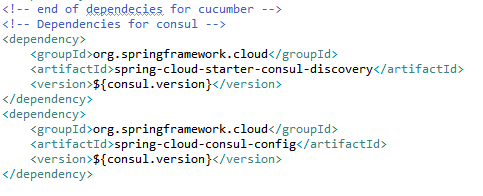 <!-- end of dependecies for cucumber -->
<!-- Dependencies for consul -->
<dependency>
    <groupId>org.springframework.cloud</groupId>
    <artifactId>spring-cloud-starter-consul-discovery</artifactId>
    <version>${consul.version}</version>
</dependency>
<dependency>
    <groupId>org.springframework.cloud</groupId>
    <artifactId>spring-cloud-consul-config</artifactId>
    <version>${consul.version}</version>
</dependency>